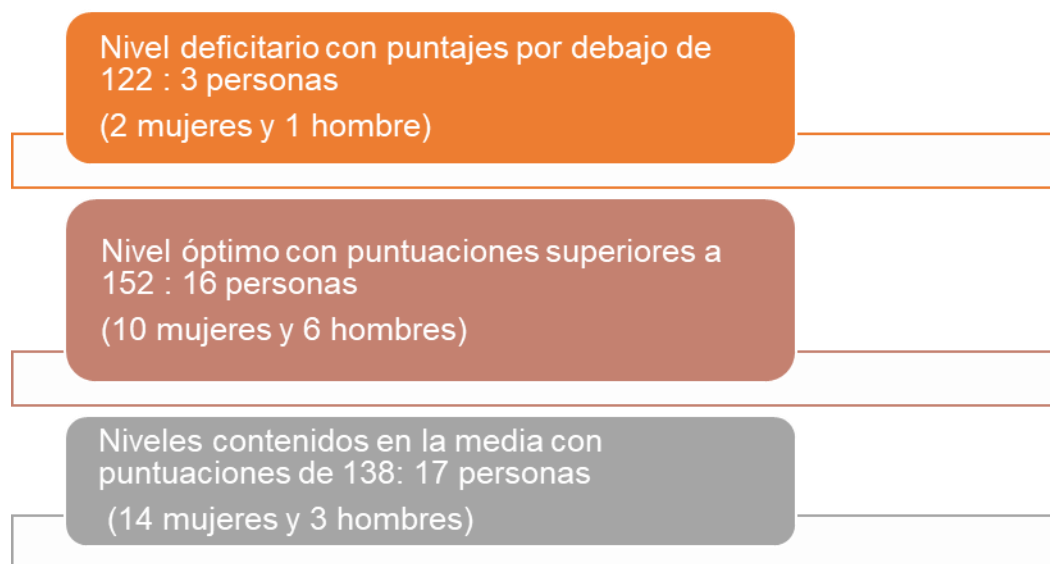 Nivel deficitario con puntajes por debajo de
122 : 3 personas
(2 mujeres y 1 hombre)
Nivel óptimo con puntuaciones superiores a
152 : 16 personas
(10 mujeres y 6 hombres)
Niveles contenidos en la media con
puntuaciones de 138: 17 personas
(14 mujeres y 3 hombres)